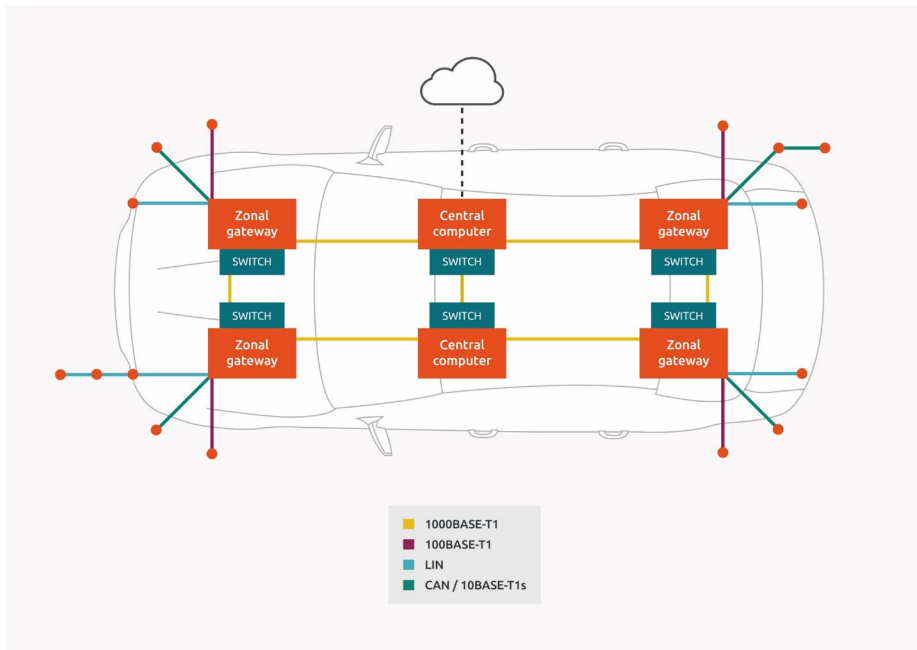 Zonal
gateway
Central
computer
Zonal
gateway
SWITCH
SWITCH
SWITCH
SWITCH
SWITCH
SWITCH
Zonal
gateway
Central
computer
Zonal
gateway
1000BASE-T1
100BASE-T1
LIN
CAN / 10BASE-T1s